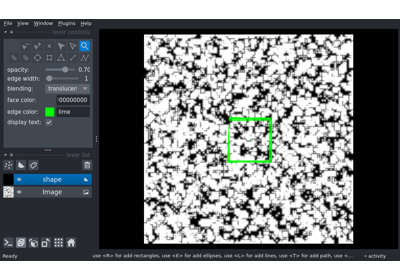 File View Window Plugins Help
layer controls
opacity: 0.70
edge width: 1
blending: translucen
face color: 00000000
edge color: lime
display text:
layer list
shape
Image
Ready
use <R> for add rectangles, use <E> for add ellipses, use <L> for add lines, use <T> for add path, use <...
activity